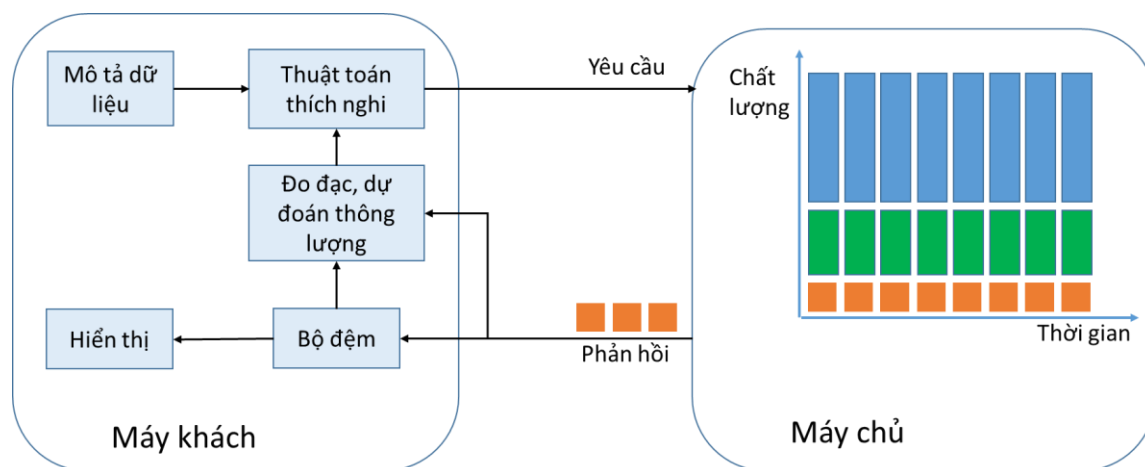 Mô tả dữ
liệu
Thuật toán
thích nghi
Yêu cầu
Đo đạc, dự
đoán thông
lượng
Hiển thị
Bộ đệm
Phản hồi
Máy khách
Chất
lượng
Thời gian
Máy chủ